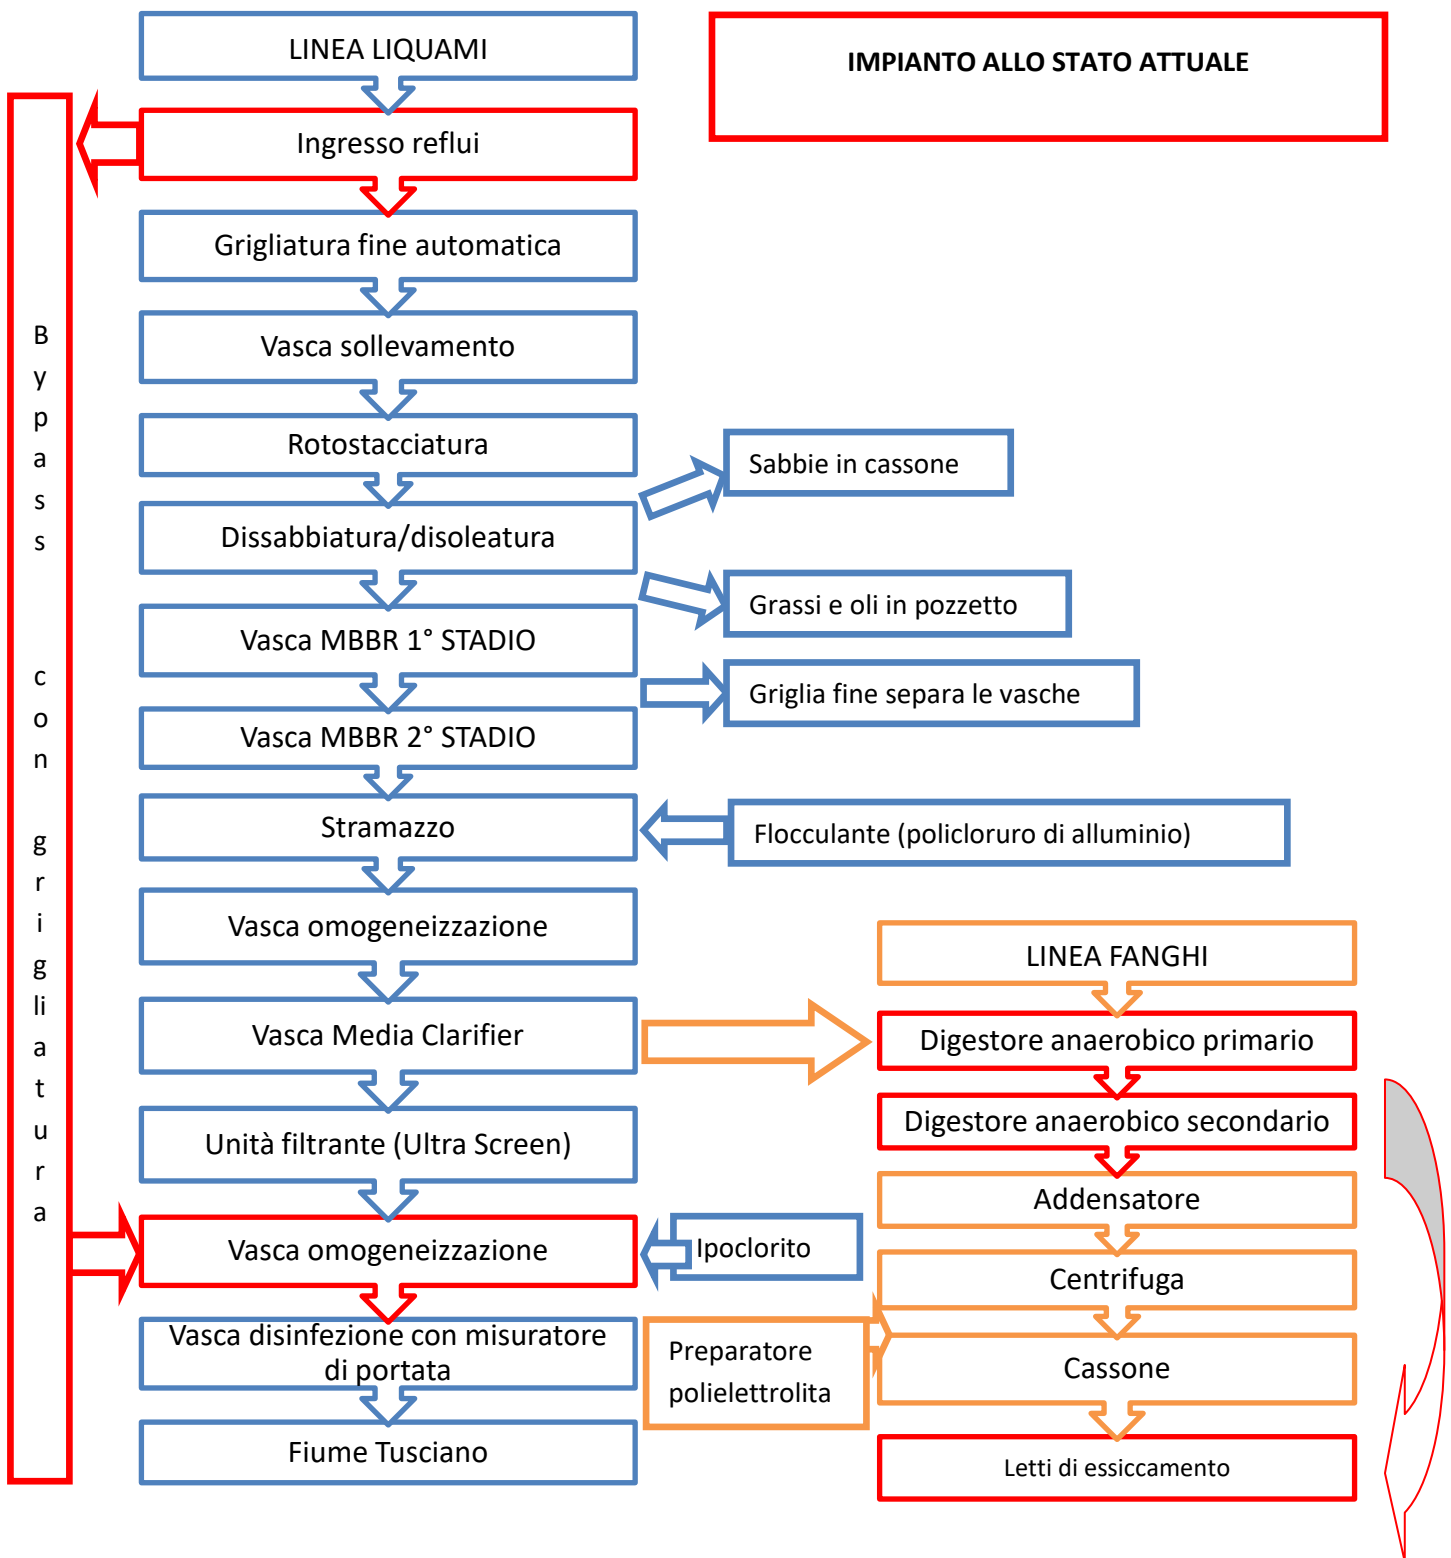 LINEA LIQUAMI
IMPIANTO ALLO STATO ATTUALE
Ingresso reflui
Grigliatura fine automatica
Vasca sollevamento
Rotostacciatura
Sabbie in cassone
Dissabbiatura/disoleatura
Grassi e oli in pozzetto
Vasca MBBR 1° STADIO
Griglia fine separa le vasche
Vasca MBBR 2° STADIO
Stramazzo
Flocculante (policloruro di alluminio)
Vasca omogeneizzazione
Vasca Media Clarifier
Unità filtrante (Ultra Screen)
Vasca omogeneizzazione
Ipoclorito
Vasca disinfezione con misuratore
di portata
Fiume Tusciano
Bypass con grigliatura
LINEA FANGHI
Digestore anaerobico primario
Digestore anaerobico secondario
Addensatore
Centrifuga
Preparatore
polielettrolita
Cassone
Letti di essiccamento